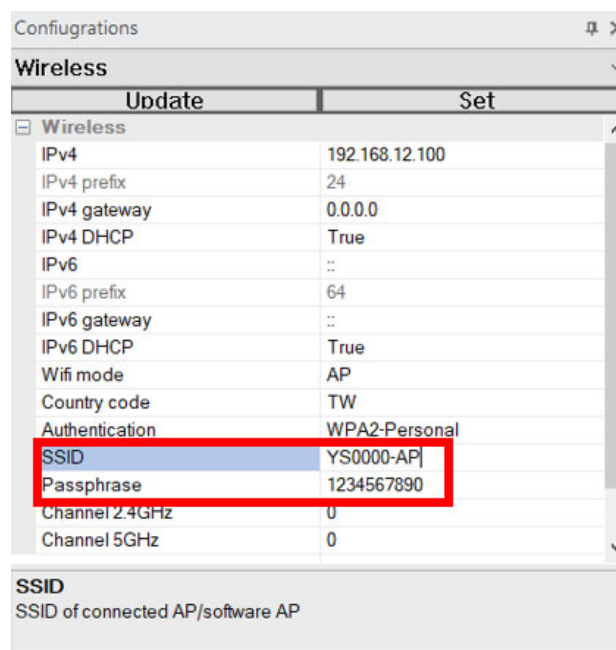 Confiugrations
Wireless
Update Set
Wireless
IPv4 192.168.12.100
IPv4 prefix 24
IPv4 gateway 0.0.0.0
IPv4 DHCP True
IPv6 ::
IPv6 prefix 64
IPv6 gateway ::
IPv6 DHCP True
Wifi mode AP
Country code TW
Authentication WPA2-Personal
SSID YS0000-AP
Passphrase 1234567890
Channel 2.4GHz 0
Channel 5GHz 0
SSID
SSID of connected AP/software AP